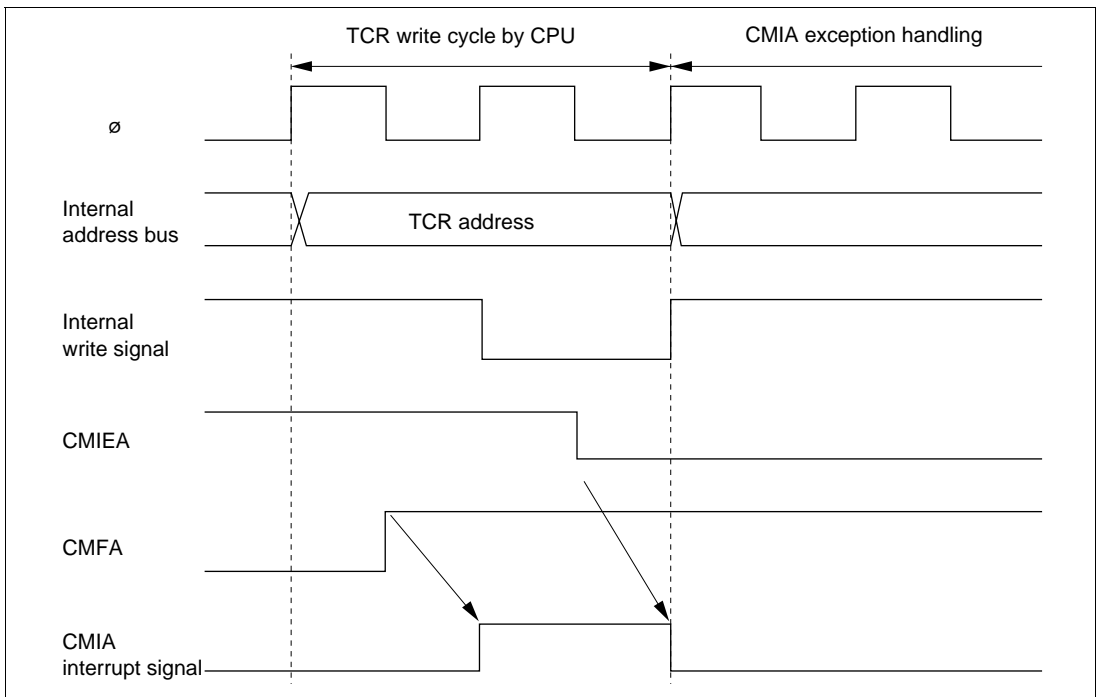 TCR write cycle by CPU
CMIA exception handling
ø
Internal
address bus
TCR address
Internal
write signal
CMIEA
CMFA
CMIA
interrupt signal